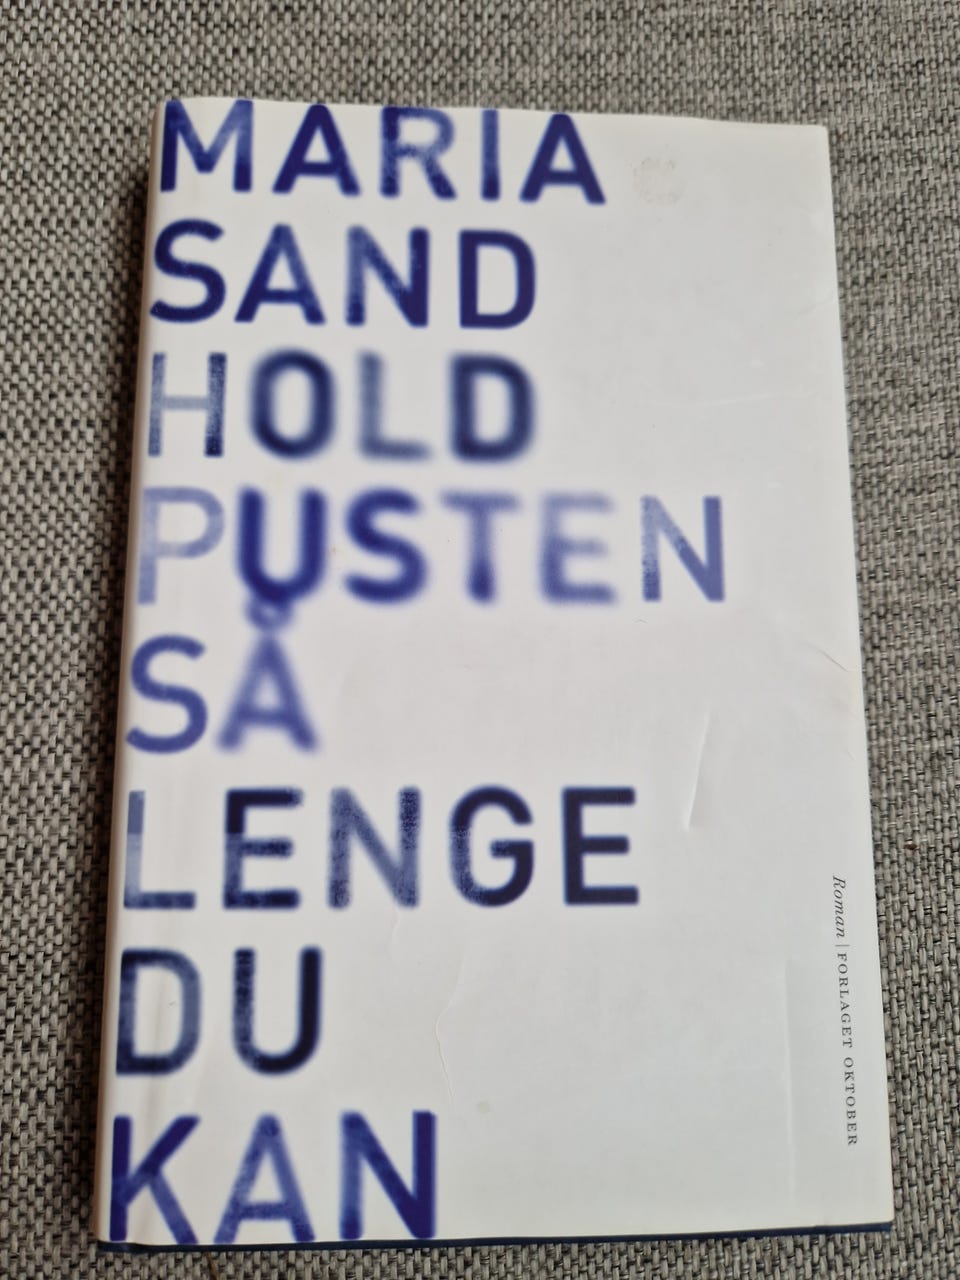 MARIA
SAND
HOLD
PUSTEN
SÅ
LENGE
DU
KAN
Roman | FORLAGET OKTOBER